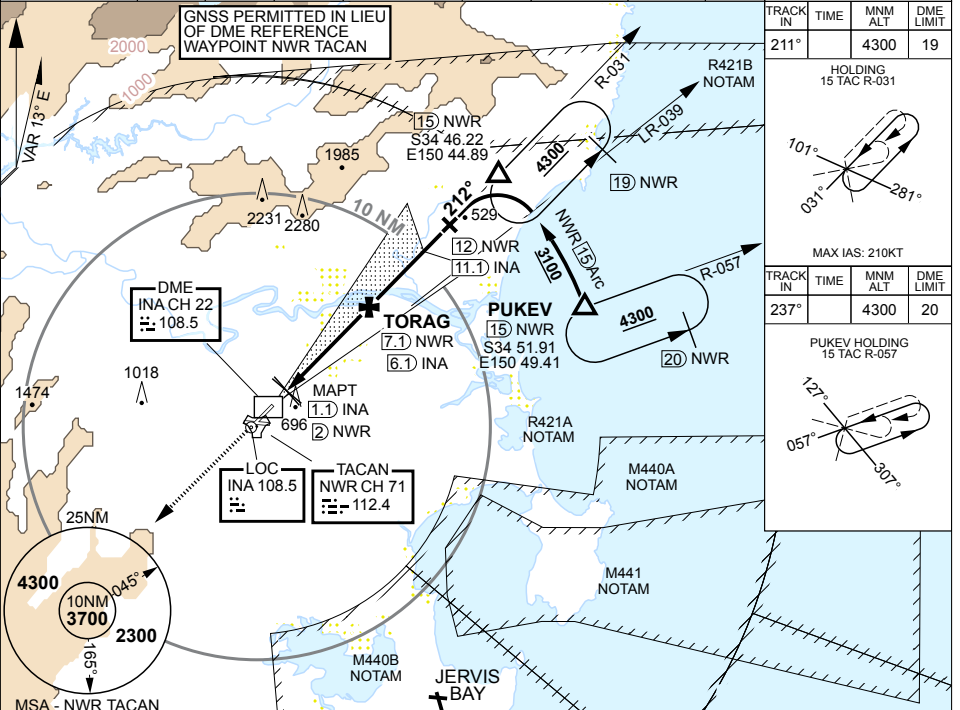 GNSS PERMITTED IN LIEU
OF DME REFERENCE
WAYPOINT NWR TACAN
2000
1000
VAR 13° E
R-031
R421B
NOTAM
LR-039
15 NWR
S34 46.22
E150 44.89
4300
19 NWR
1985
2231
2280
10 NM
212°
529
12 NWR
11.1 INA
NWR 15 Arc
3100
R-057
4300
20 NWR
DME
INA CH 22
108.5
TORAG
7.1 NWR
6.1 INA
PUKEV
15 NWR
S34 51.91
E150 49.41
1018
1474
MAPT
1.1 INA
2 NWR
696
R421A
NOTAM
LOC
INA 108.5
TACAN
NWR CH 71
112.4
M440A
NOTAM
25NM
4300
045°
10NM
3700
2300
165°
MSA - NWR TACAN
M441
NOTAM
M440B
NOTAM
JERVIS
BAY
TRACK IN TIME MNM ALT DME LIMIT
211° 4300 19
HOLDING
15 TAC R-031
101°
031°
281°
MAX IAS: 210KT
TRACK IN TIME MNM ALT DME LIMIT
237° 4300 20
PUKEV HOLDING
15 TAC R-057
127°
057°
307°